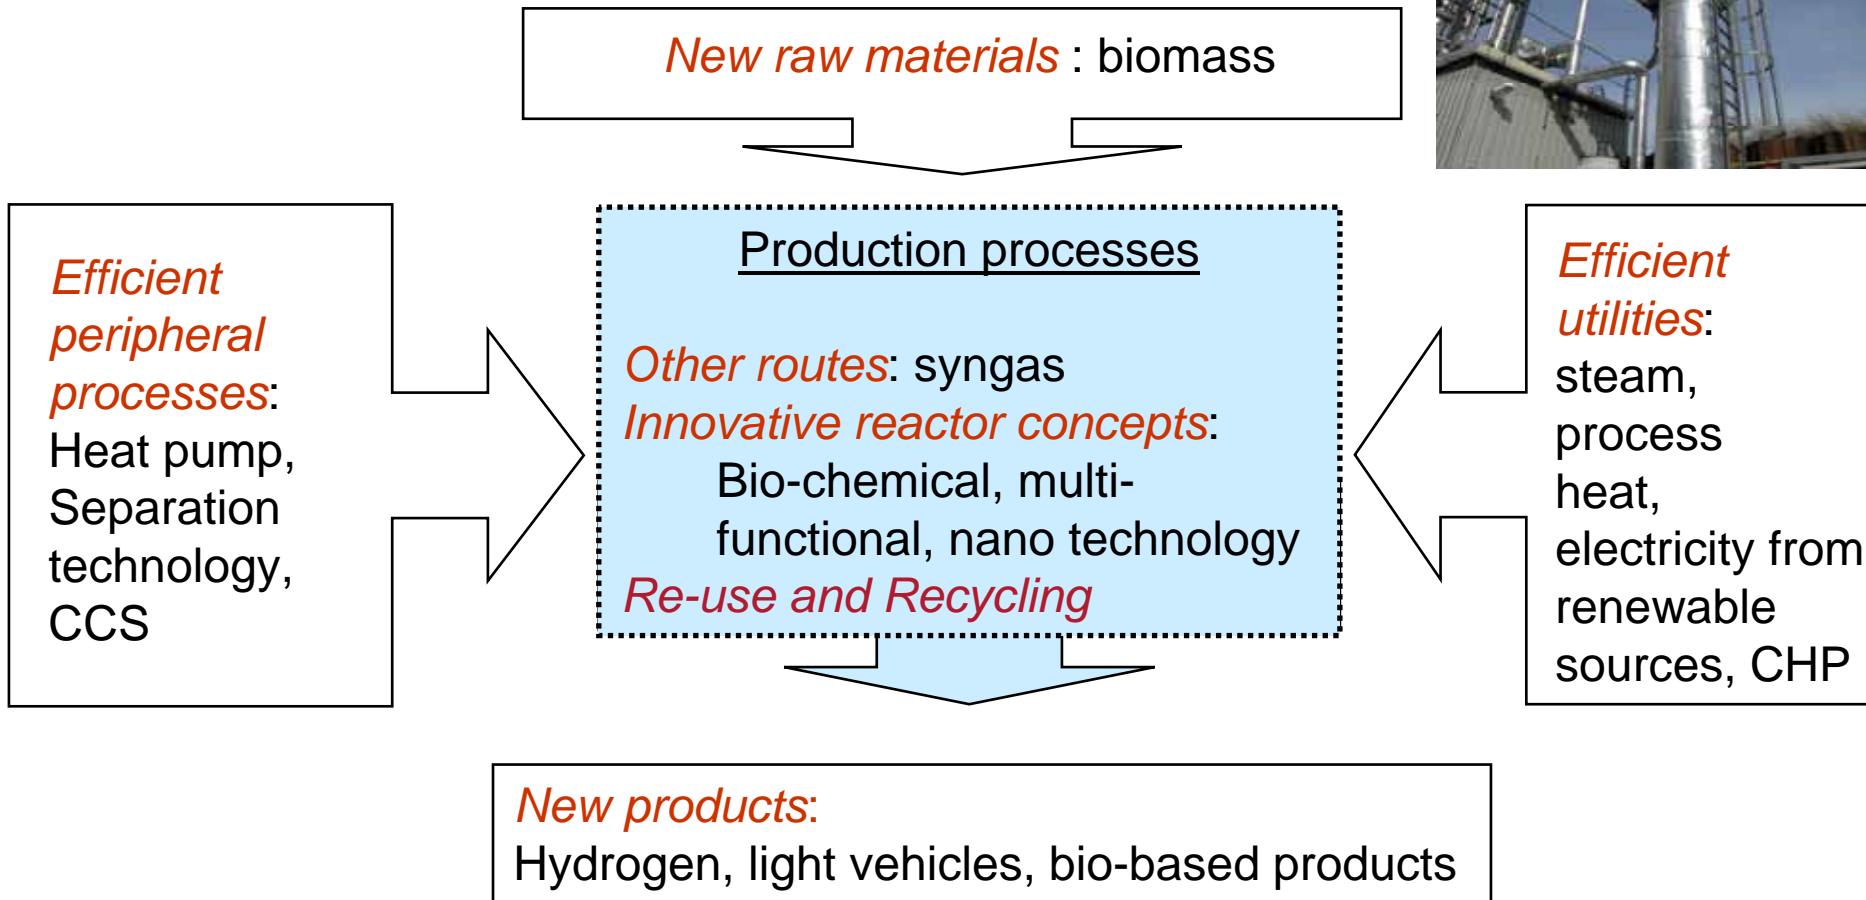 New raw materials : biomass
Efficient
peripheral
processes:
Heat pump,
Separation
technology,
CCS
Production processes
Other routes: syngas
Innovative reactor concepts:
Bio-chemical, multi-
functional, nano technology
Re-use and Recycling
Efficient
utilities:
steam,
process
heat,
electricity from
renewable
sources, CHP
New products:
Hydrogen, light vehicles, bio-based products